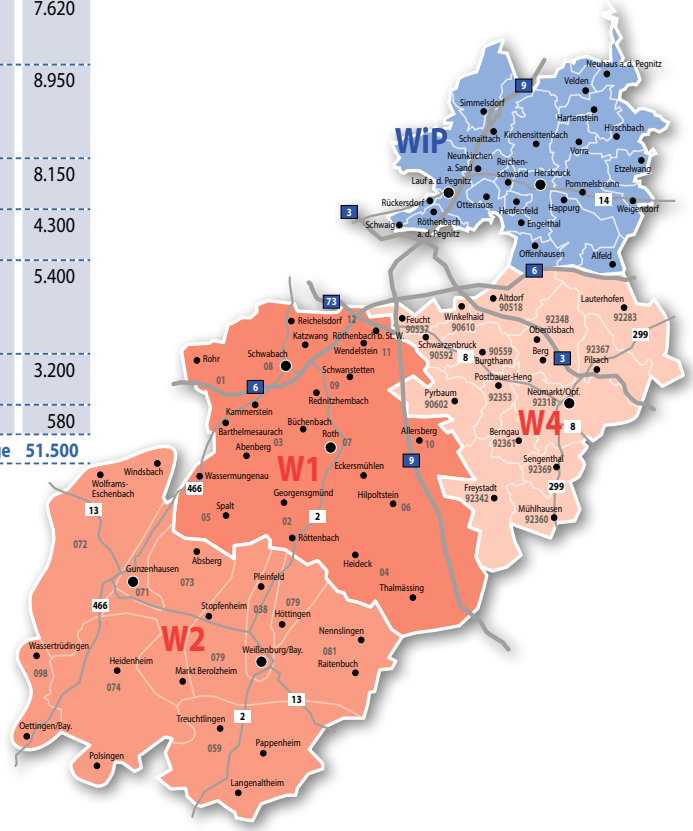 7.620
8.950
8.150
4.300
5.400
3.200
580
ge 51.500
WiP
9
Neuhaus a. d. Pegnitz
Velden
Simmelsdorf
Hartenstein
Hirschbach
Schnaittach
Kirchensittenbach
Vorra
Neunkirchen
a. Sand
Reichen-
schwand
Hersbruck
Etzelwang
Lauf a. d. Pegnitz
Pommelsbrunn
Rückersdorf
Ottensoos
Henfenfeld
Happurg
14
Weigendorf
3
Schwaig
Röthenbach
a. d. Pegnitz
Engelthal
Offenhausen
Alfeld
6
73
Altdorf
90518
Lauterhofen
92283
Winkelhaid
90610
Feucht
90537
92348
Oberölsbach
299
Schwarzenbruck
90592
8
90559
Burgthann
Berg
3
92367
Pilsach
Postbauer-Heng
92353
Pyrbaum
90602
Neumarkt/Opf.
92318
W4
8
Berngau
92361
Sengenthal
92369
299
Freystadt
92342
Mühlhausen
92360
Reichelsdorf
12
Katzwang
Röthenbach b. St. W.
Wendelstein
11
Rohr
01
Schwabach
08
Schwanstetten
09
6
Rednitzhembach
Kammerstein
Barthelmesaurach
Büchenbach
03
Roth
07
Allersberg
10
Abenberg
W1
Eckersmühlen
9
Wassermungenau
466
Georgensgmünd
Hilpoltstein
06
Spalt
05
02
2
Röttenbach
Heideck
04
Thalmässing
Windsbach
Wolframs-
Eschenbach
13
072
Absberg
Gunzenhausen
071
073
Pleinfeld
038
079
466
Stopfenheim
Höttingen
W2
Nennslingen
Wassertrüdingen
098
079
Weißenburg/Bay.
081
Raitenbuch
Heidenheim
074
Markt Berolzheim
13
Treuchtlingen
2
Oettingen/Bay.
059
Pappenheim
Polsingen
Langenaltheim